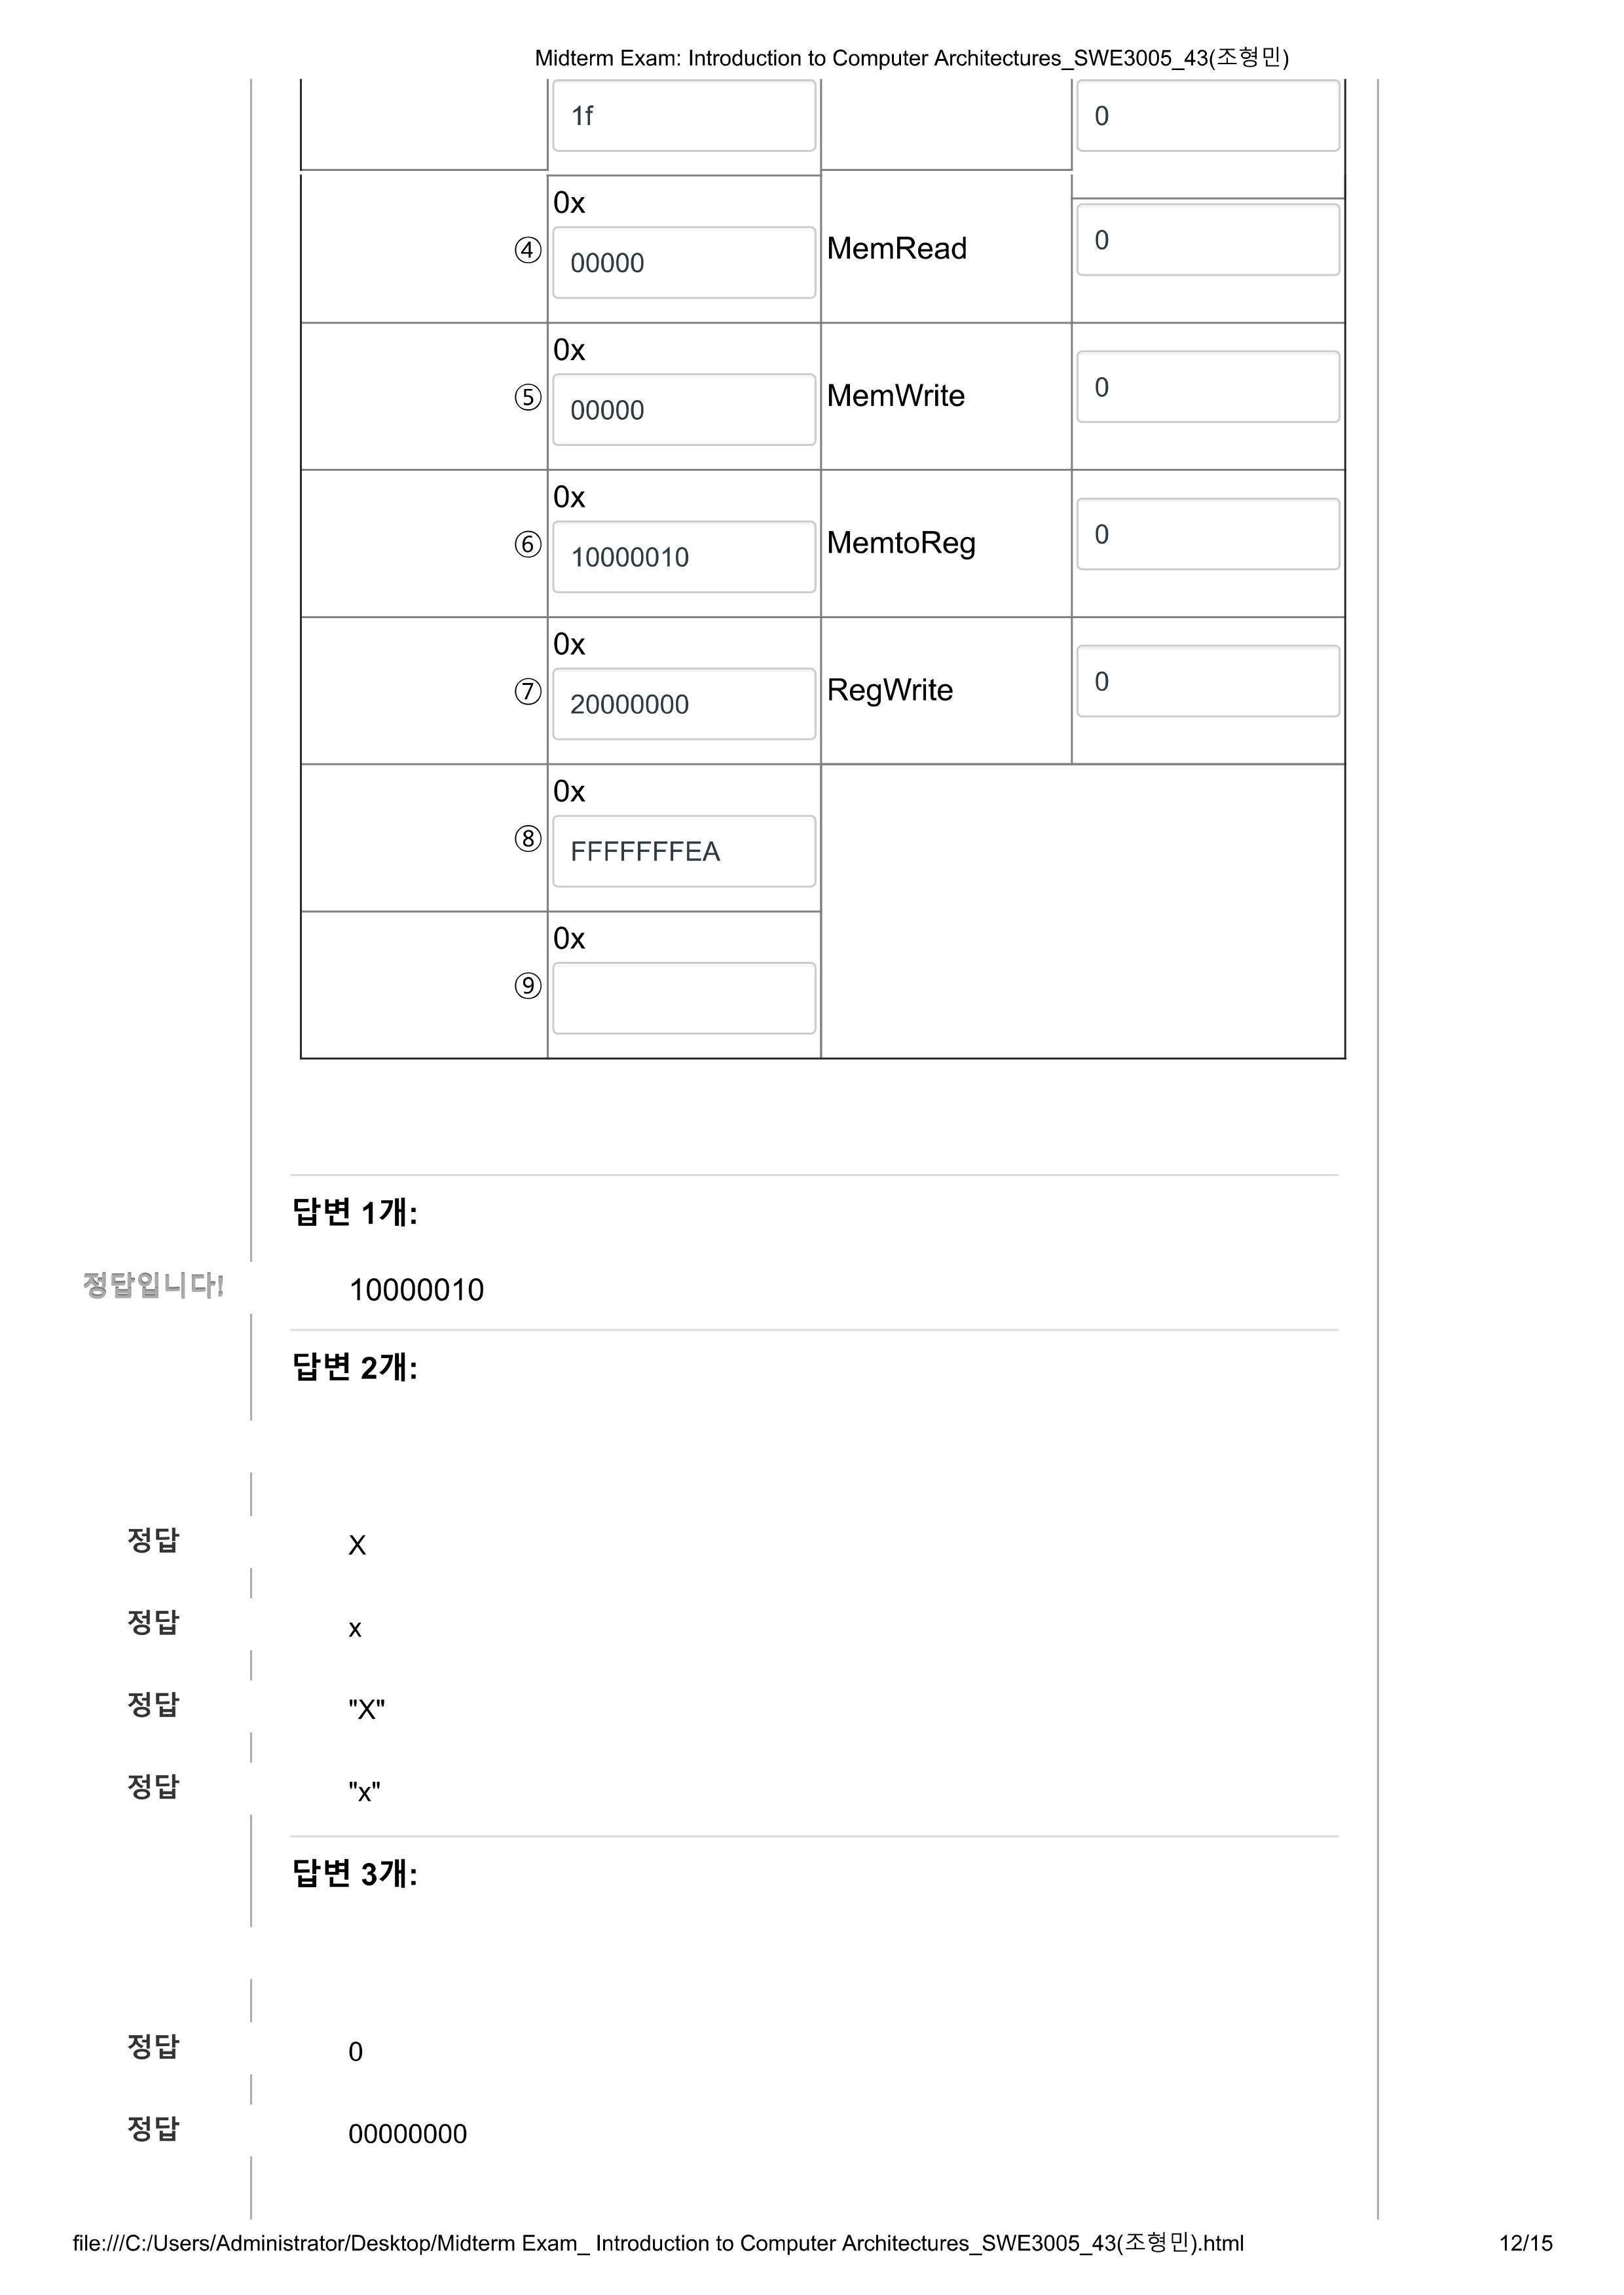 Midterm Exam: Introduction to Computer Architectures_SWE3005_43(조형민)
1f 0
0x
④ 00000 MemRead 0
0x
⑤ 00000 MemWrite 0
0x
⑥ 10000010 MemtoReg 0
0x
⑦ 20000000 RegWrite 0
0x
⑧ FFFFFFFEA
0x
⑨
답변 1개:
정답입니다! 10000010
답변 2개:
정답 X
정답 x
정답 "X"
정답 "x"
답변 3개:
정답 0
정답 00000000
file:///C:/Users/Administrator/Desktop/Midterm Exam_ Introduction to Computer Architectures_SWE3005_43(조형민).html 12/15